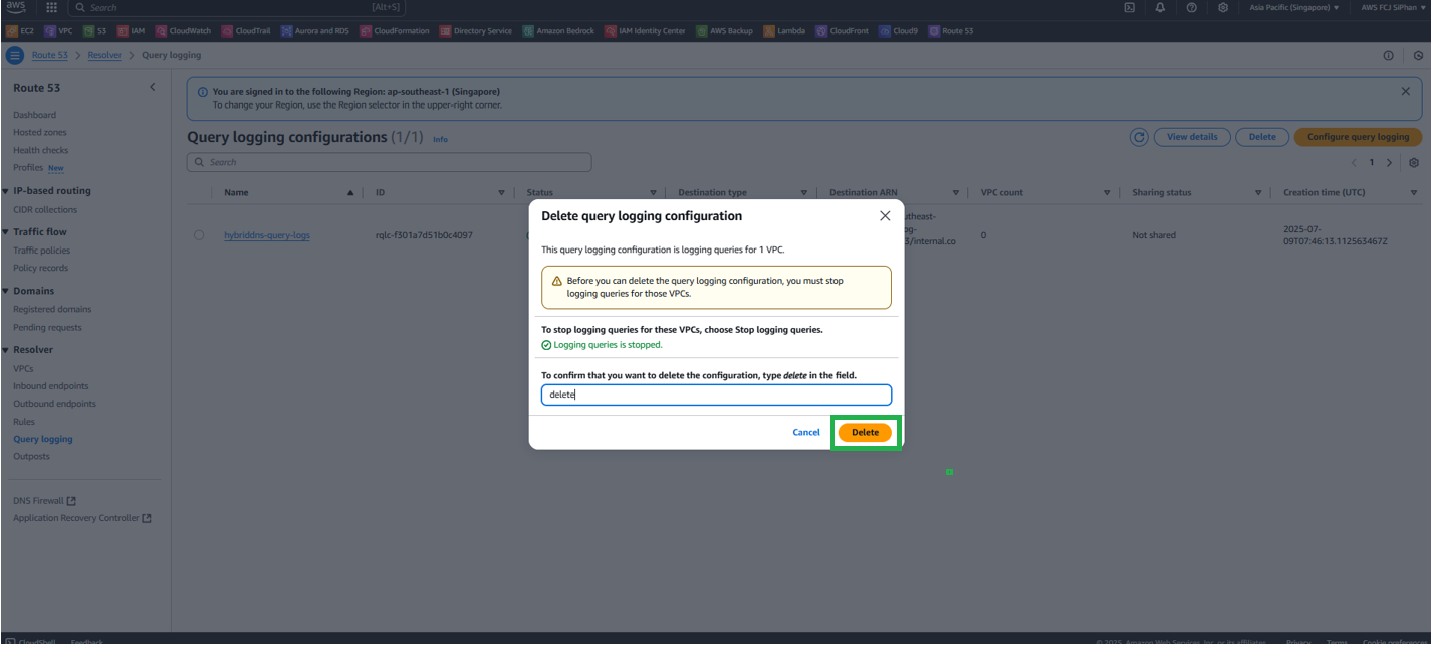 aws Search [Alt+S] Asia Pacific (Singapore) AWS FCJ SiPhan
EC2 VPC S3 IAM CloudWatch CloudTrail Aurora and RDS CloudFormation Directory Service Amazon Bedrock IAM Identity Center AWS Backup Lambda CloudFront Cloud9 Route 53
Route 53 > Resolver > Query logging
Route 53
Dashboard
Hosted zones
Health checks
Profiles New
IP-based routing
CIDR collections
Traffic flow
Traffic policies
Policy records
Domains
Registered domains
Pending requests
Resolver
VPCs
Inbound endpoints
Outbound endpoints
Rules
Query logging
Outposts
DNS Firewall
Application Recovery Controller
You are signed in to the following Region: ap-southeast-1 (Singapore)
To change your Region, use the Region selector in the upper-right corner.
Query logging configurations (1/1) Info
View details Delete Configure query logging
Search
1
Name ID Status Destination type Destination ARN VPC count Sharing status Creation time (UTC)
hybriddns-query-logs rqlc-f301a7d51b0c4097 0 Not shared 2025-07-
09T07:46:13.112563467Z
Delete query logging configuration
This query logging configuration is logging queries for 1 VPC.
Before you can delete the query logging configuration, you must stop
logging queries for those VPCs.
To stop logging queries for these VPCs, choose Stop logging queries.
Logging queries is stopped.
To confirm that you want to delete the configuration, type delete in the field.
delete
Cancel Delete
CloudShell Feedback © 2025, Amazon Web Services, Inc. or its affiliates. Privacy Terms Cookie preferences